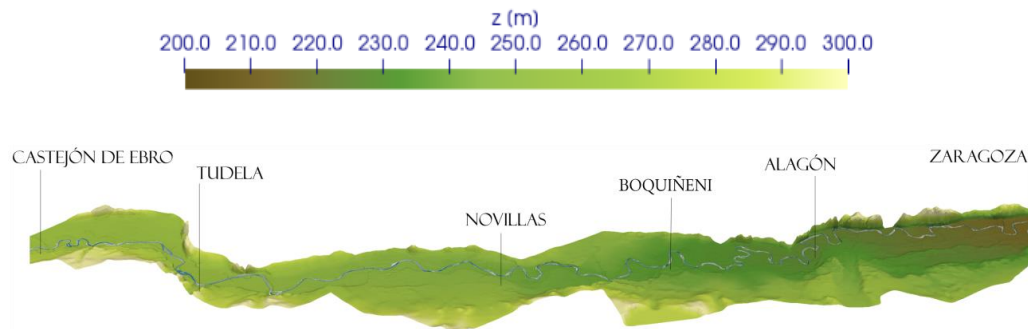 z (m)
200.0 210.0 220.0 230.0 240.0 250.0 260.0 270.0 280.0 290.0 300.0
CASTEJÓN DE EBRO
TUDELA
NOVILLAS
BOQUIÑENI
ALAGÓN
ZARAGOZA